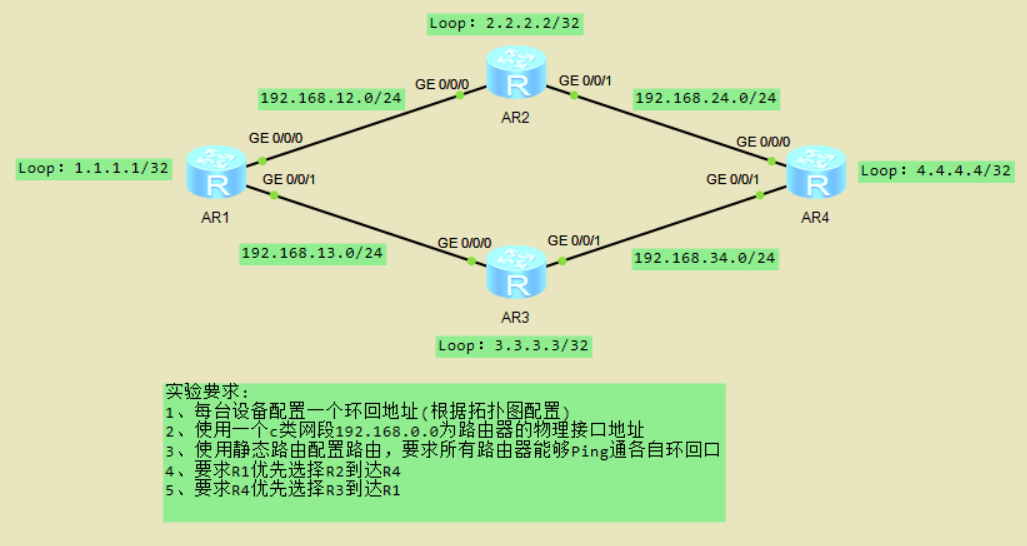 Loop: 2.2.2.2/32
GE 0/0/0
GE 0/0/1
192.168.12.0/24
192.168.24.0/24
AR2
GE 0/0/0
GE 0/0/0
Loop: 1.1.1.1/32
GE 0/0/1
GE 0/0/1
Loop: 4.4.4.4/32
AR1
AR4
GE 0/0/0
GE 0/0/1
192.168.13.0/24
192.168.34.0/24
AR3
Loop: 3.3.3.3/32
实验要求:
1、每台设备配置一个环回地址(根据拓扑图配置)
2、使用一个c类网段192.168.0.0为路由器的物理接口地址
3、使用静态路由配置路由，要求所有路由器能够Ping通各自环回口
4、要求R1优先选择R2到达R4
5、要求R4优先选择R3到达R1